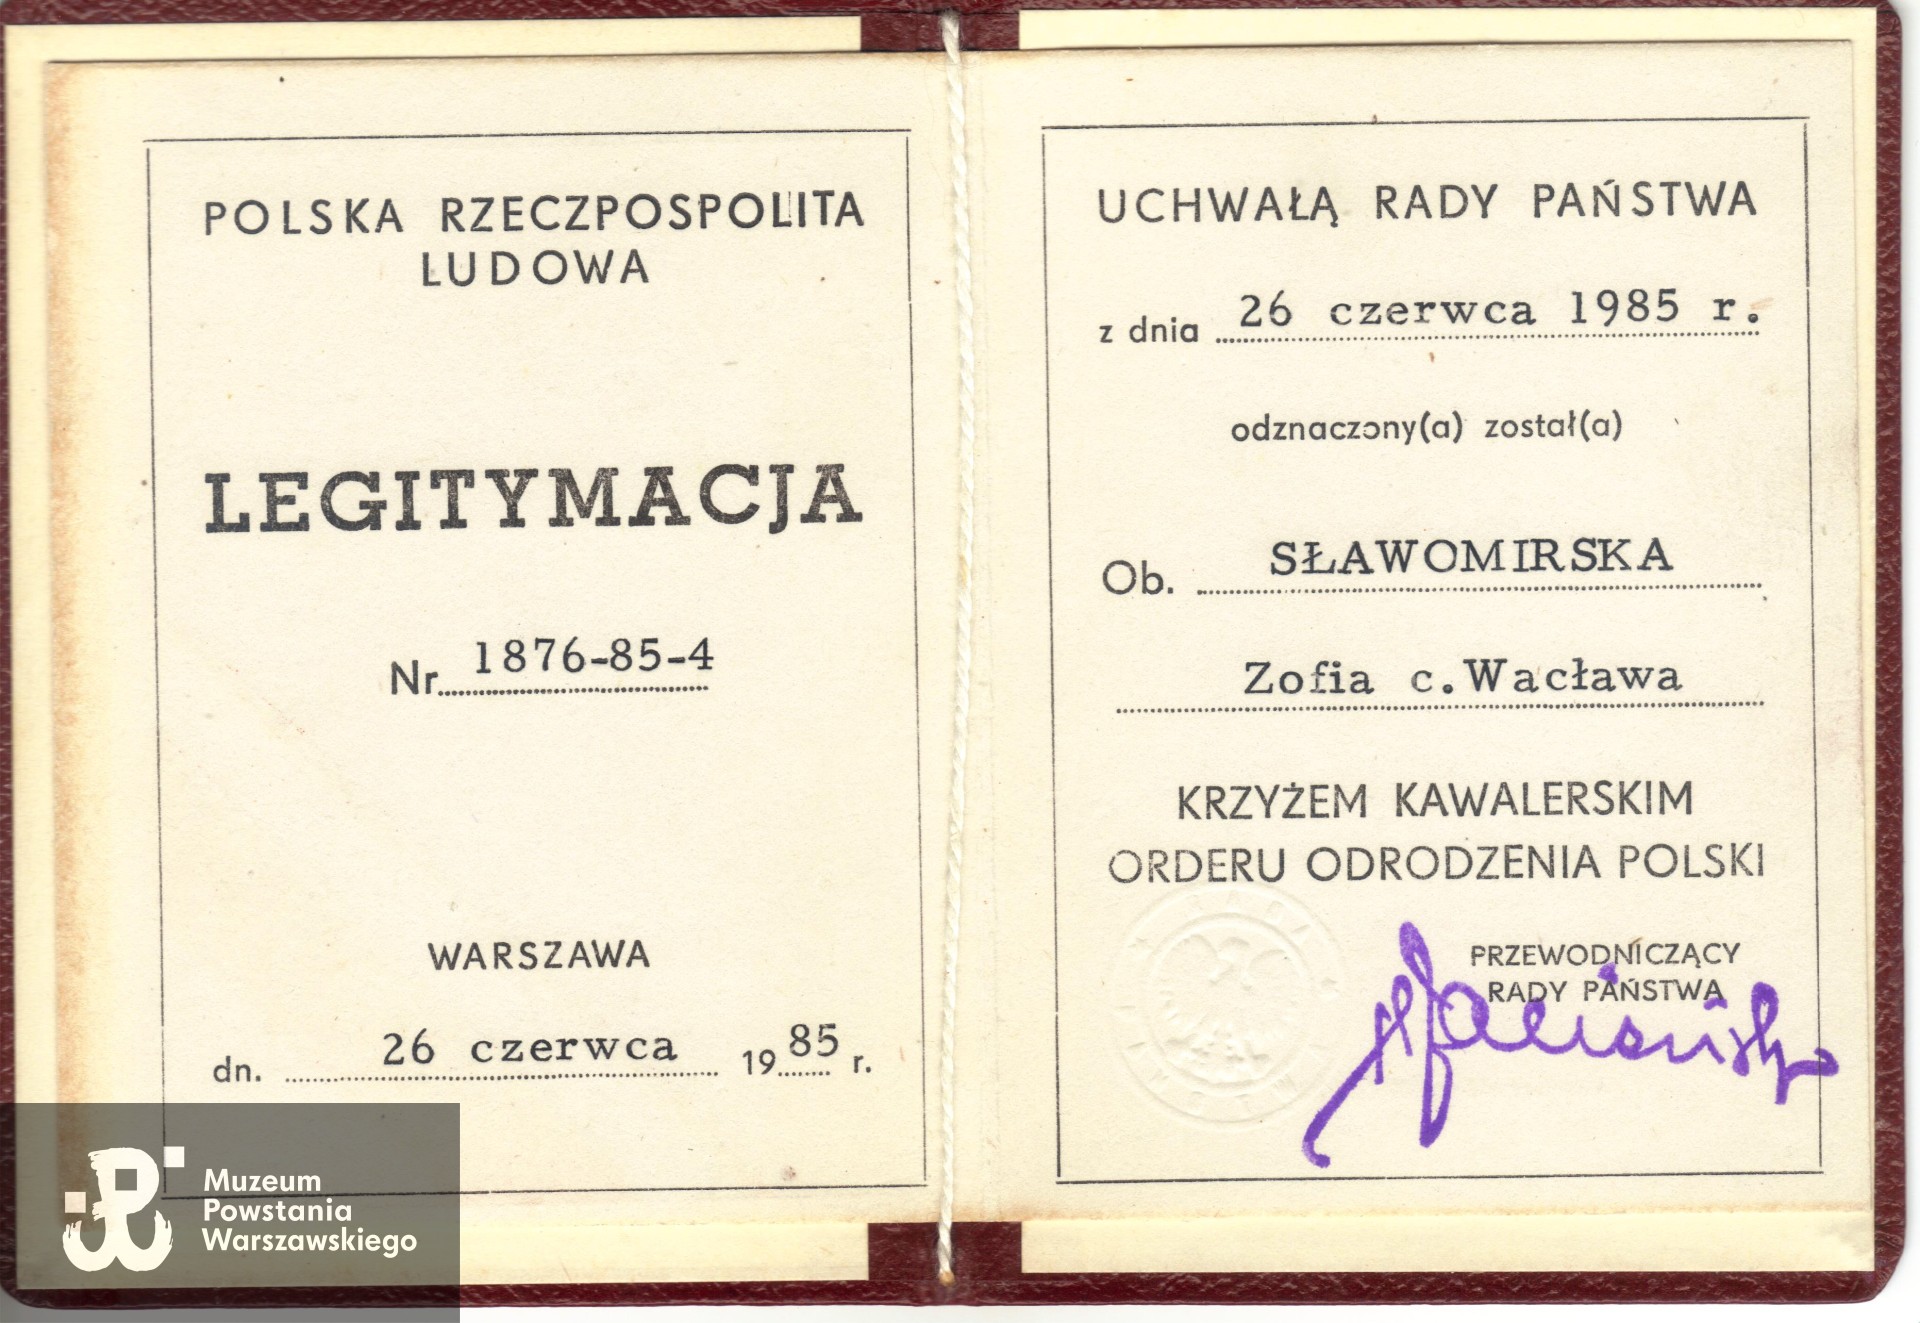 POLSKA RZECZPOSPOLITA
LUDOWA
LEGITYMACJA
Nr 1876-85-4
WARSZAWA
dn. 26 czerwca 1985 r.
UCHWAŁĄ RADY PAŃSTWA
z dnia 26 czerwca 1985 r.
odznaczony(a) został(a)
Ob. SŁAWOMIRSKA
Zofia c.Wacława
KRZYŻEM KAWALERSKIM
ORDERU ODRODZENIA POLSKI
PRZEWODNICZĄCY
RADY PAŃSTWA
Muzeum
Powstania
Warszawskiego